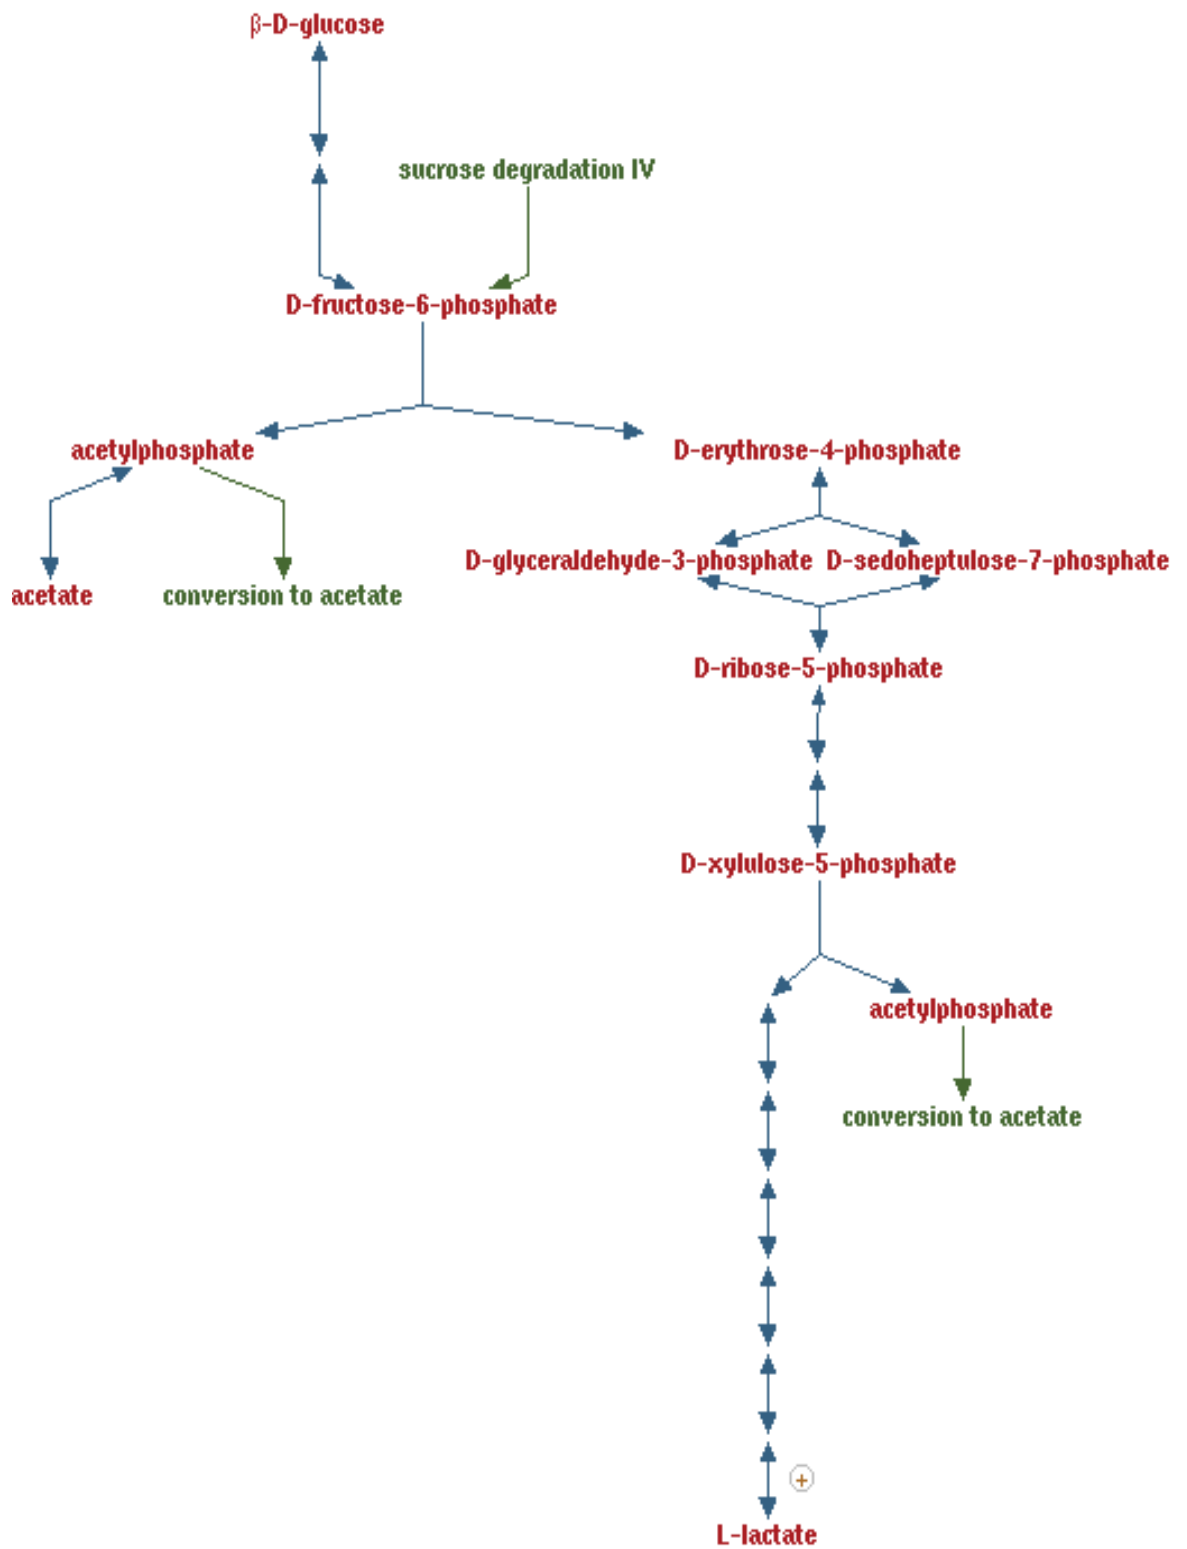 β-D-glucose
sucrose degradation IV
D-fructose-6-phosphate
acetylphosphate
D-erythrose-4-phosphate
D-glyceraldehyde-3-phosphate
D-sedoheptulose-7-phosphate
acetate
conversion to acetate
D-ribose-5-phosphate
D-xylulose-5-phosphate
acetylphosphate
conversion to acetate
L-lactate